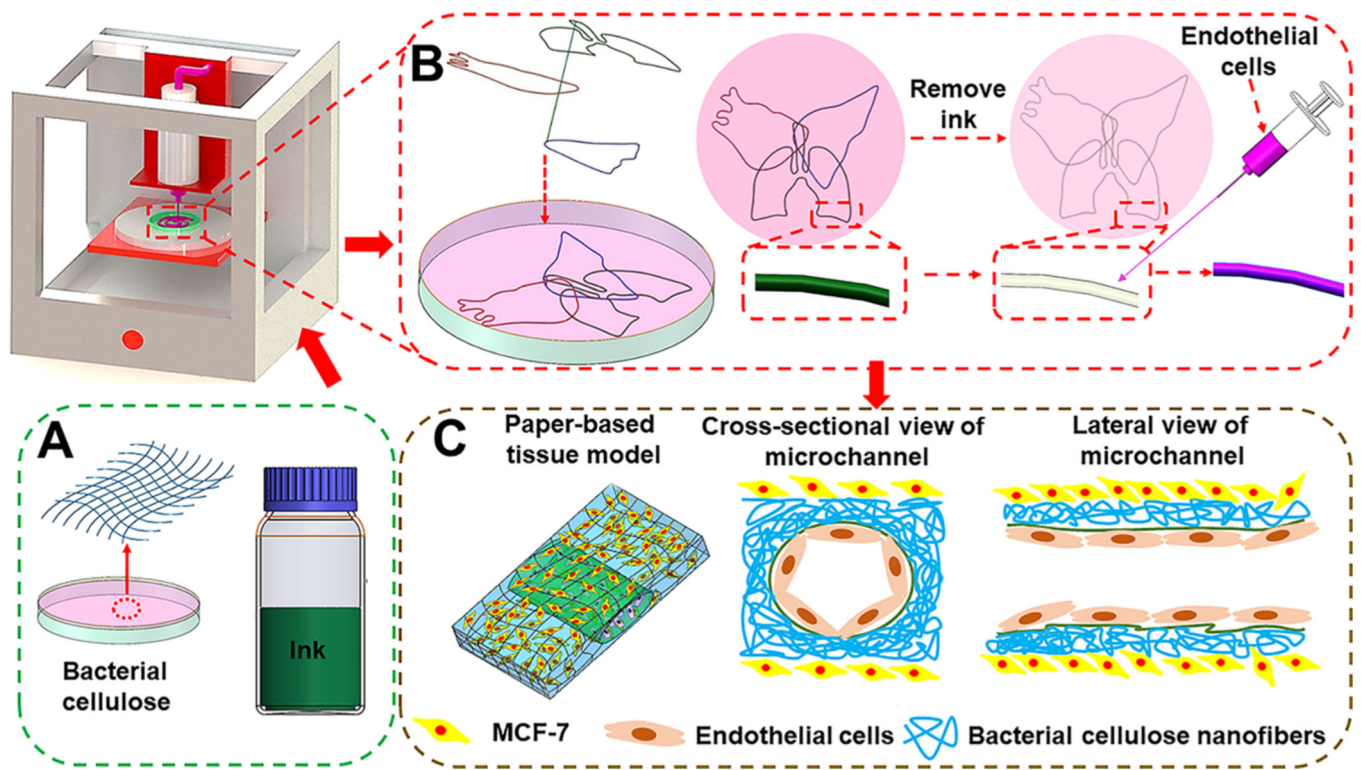 B
Remove
ink
Endothelial
cells
A
Bacterial
cellulose
Ink
C
Paper-based
tissue model
Cross-sectional view of
microchannel
Lateral view of
microchannel
MCF-7
Endothelial cells
Bacterial cellulose nanofibers